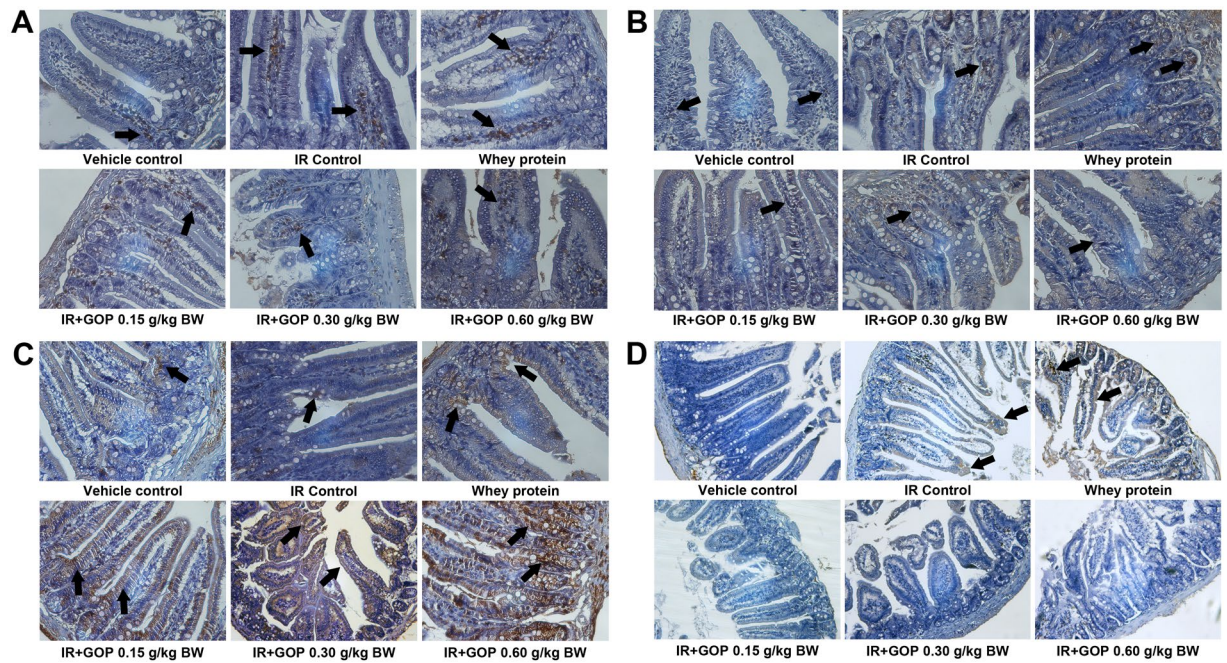 A
Vehicle control
IR Control
Whey protein
IR+GOP 0.15 g/kg BW
IR+GOP 0.30 g/kg BW
IR+GOP 0.60 g/kg BW
B
Vehicle control
IR Control
Whey protein
IR+GOP 0.15 g/kg BW
IR+GOP 0.30 g/kg BW
IR+GOP 0.60 g/kg BW
C
Vehicle control
IR Control
Whey protein
IR+GOP 0.15 g/kg BW
IR+GOP 0.30 g/kg BW
IR+GOP 0.60 g/kg BW
D
Vehicle control
IR Control
Whey protein
IR+GOP 0.15 g/kg BW
IR+GOP 0.30 g/kg BW
IR+GOP 0.60 g/kg BW